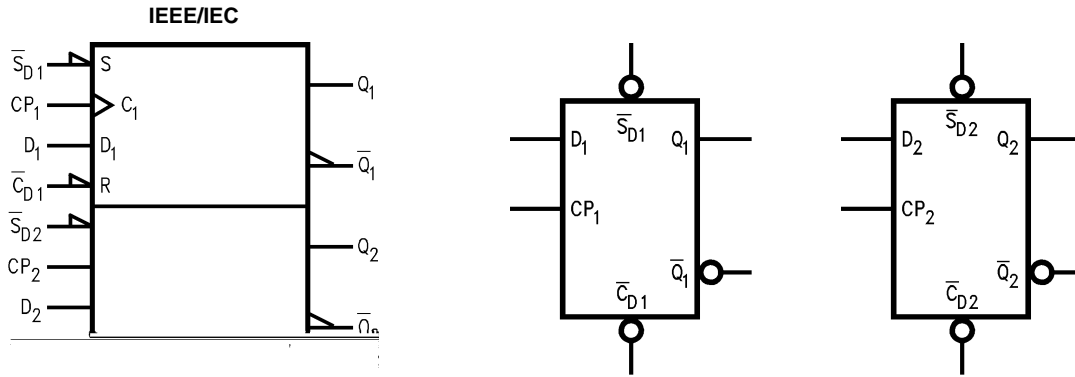 IEEE/IEC
S̅D1
S
CP1
C1
D1
D1
C̅D1
R
S̅D2
CP2
D2
Q1
Q̅1
Q2
S̅D1
D1
Q1
CP1
Q̅1
C̅D1
S̅D2
D2
Q2
CP2
Q̅2
C̅D2